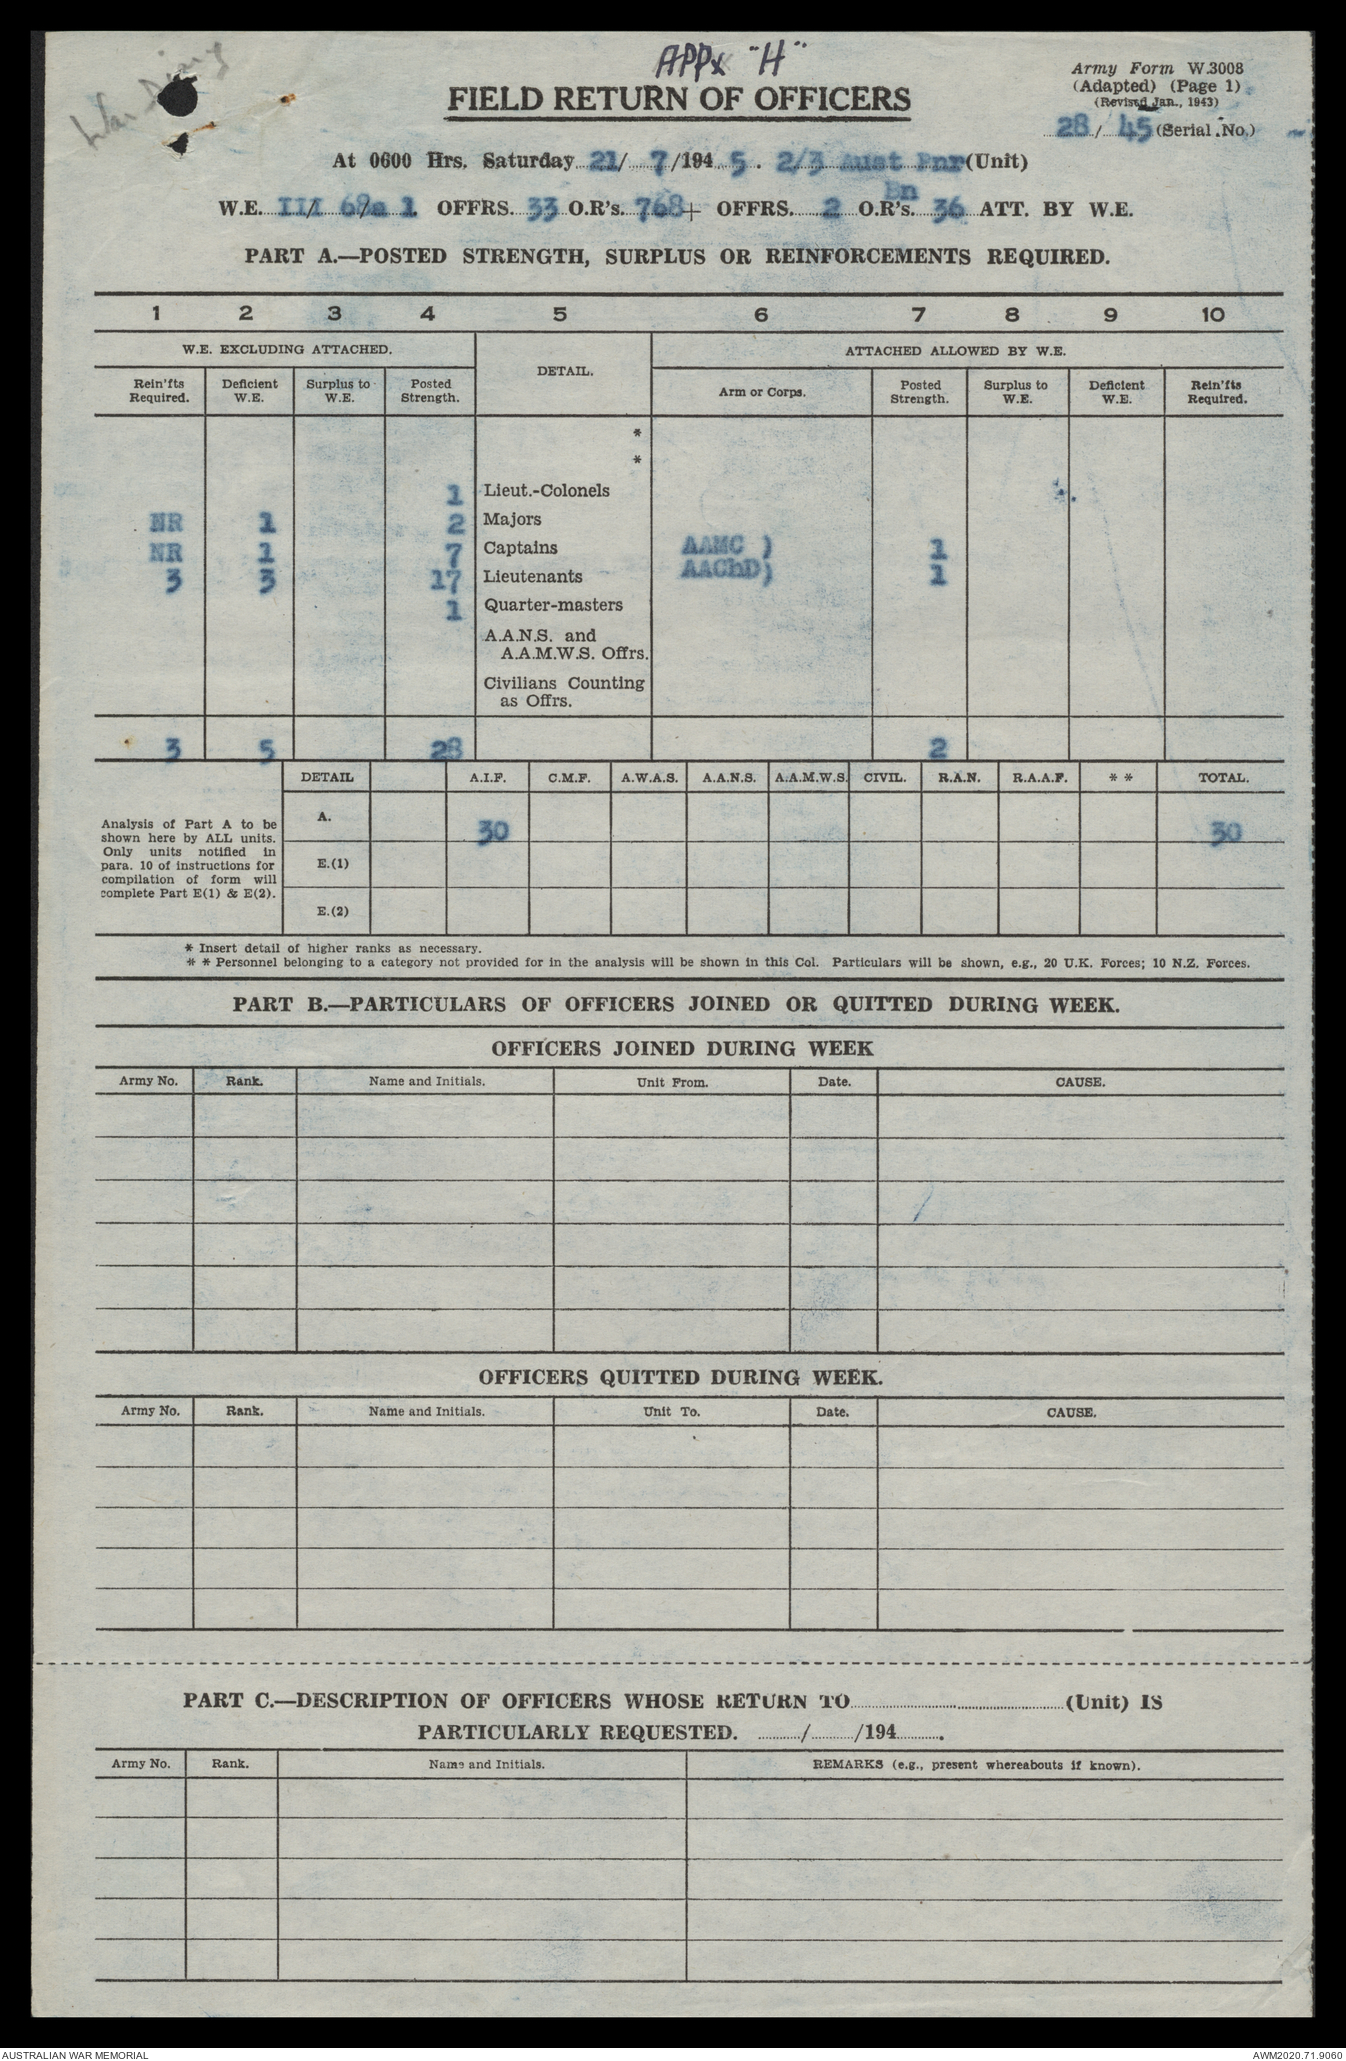 War Diary
APPx "H"
FIELD RETURN OF OFFICERS
Army Form W.3008
(Adapted) (Page 1)
(Revised Jan., 1943)
28 / 45 (Serial No.)
At 0600 Hrs. Saturday 21/ 7 /194 5 . 2/3 Aust Pnr (Unit)
Bn
W.E. III/ 68/a 1 OFFRS. 33 O.R's. 768 + OFFRS. 2 O.R's. 36 ATT. BY W.E.
PART A.—POSTED STRENGTH, SURPLUS OR REINFORCEMENTS REQUIRED.
1 2 3 4 5 6 7 8 9 10
W.E. EXCLUDING ATTACHED. DETAIL. ATTACHED ALLOWED BY W.E.
Rein'fts Required. Deficient W.E. Surplus to W.E. Posted Strength. Arm or Corps. Posted Strength. Surplus to W.E. Deficient W.E. Rein'fts Required.
*
*
1 Lieut.-Colonels
NR 1 2 Majors
NR 1 7 Captains AAMC ) 1
3 3 17 Lieutenants AAChD) 1
1 Quarter-masters
A.A.N.S. and
A.A.M.W.S. Offrs.
Civilians Counting
as Offrs.
3 5 28 2
DETAIL A.I.F. C.M.F. A.W.A.S. A.A.N.S. A.A.M.W.S. CIVIL. R.A.N. R.A.A.F. * * TOTAL.
Analysis of Part A to be
shown here by ALL units.
Only units notified in
para. 10 of instructions for
compilation of form will
complete Part E(1) & E(2).
A. 30 30
E.(1)
E.(2)
* Insert detail of higher ranks as necessary.
* * Personnel belonging to a category not provided for in the analysis will be shown in this Col. Particulars will be shown, e.g., 20 U.K. Forces; 10 N.Z. Forces.
PART B.—PARTICULARS OF OFFICERS JOINED OR QUITTED DURING WEEK.
OFFICERS JOINED DURING WEEK
Army No. Rank. Name and Initials. Unit From. Date. CAUSE.
OFFICERS QUITTED DURING WEEK.
Army No. Rank. Name and Initials. Unit To. Date. CAUSE.
PART C.—DESCRIPTION OF OFFICERS WHOSE RETURN TO (Unit) IS
PARTICULARLY REQUESTED. / /194 .
Army No. Rank. Name and Initials. REMARKS (e.g., present whereabouts if known).
AUSTRALIAN WAR MEMORIAL AWM2020.71.9060